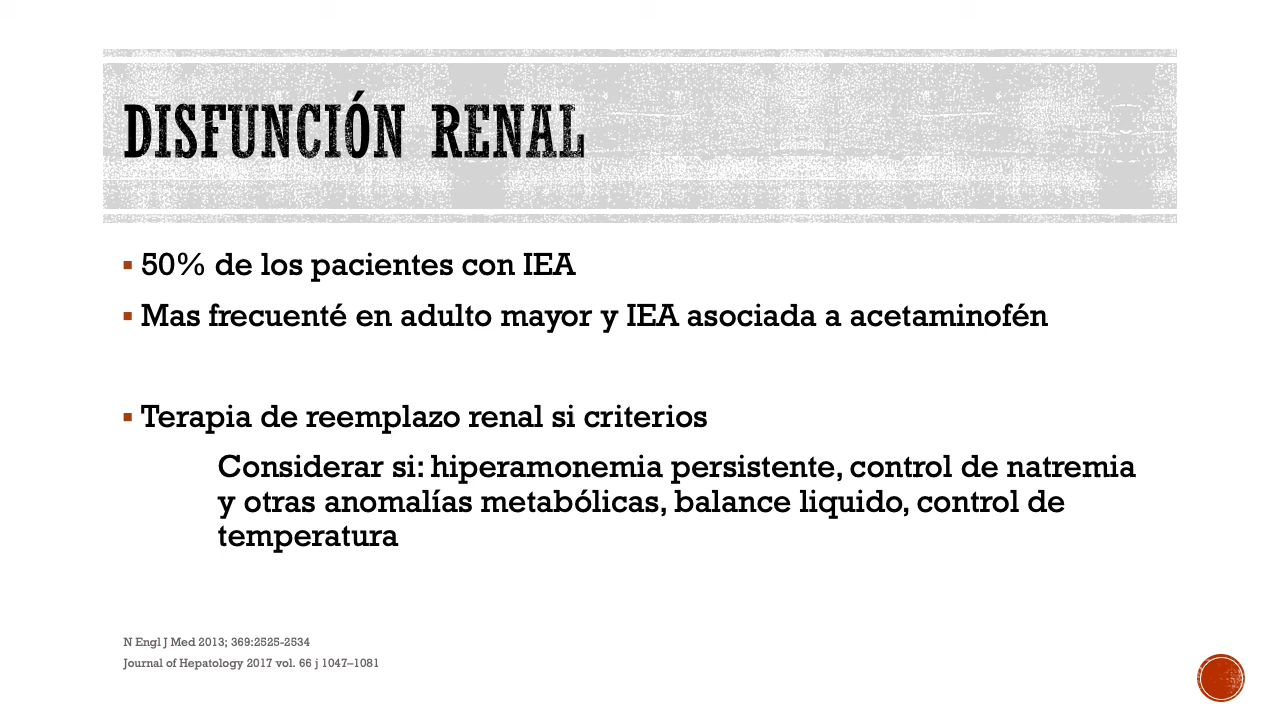 DISFUNCIÓN RENAL
▪ 50% de los pacientes con IEA
▪ Mas frecuenté en adulto mayor y IEA asociada a acetaminofén
▪ Terapia de reemplazo renal si criterios
Considerar si: hiperamonemia persistente, control de natremia
y otras anomalías metabólicas, balance liquido, control de
temperatura
N Engl J Med 2013; 369:2525-2534
Journal of Hepatology 2017 vol. 66 j 1047–1081